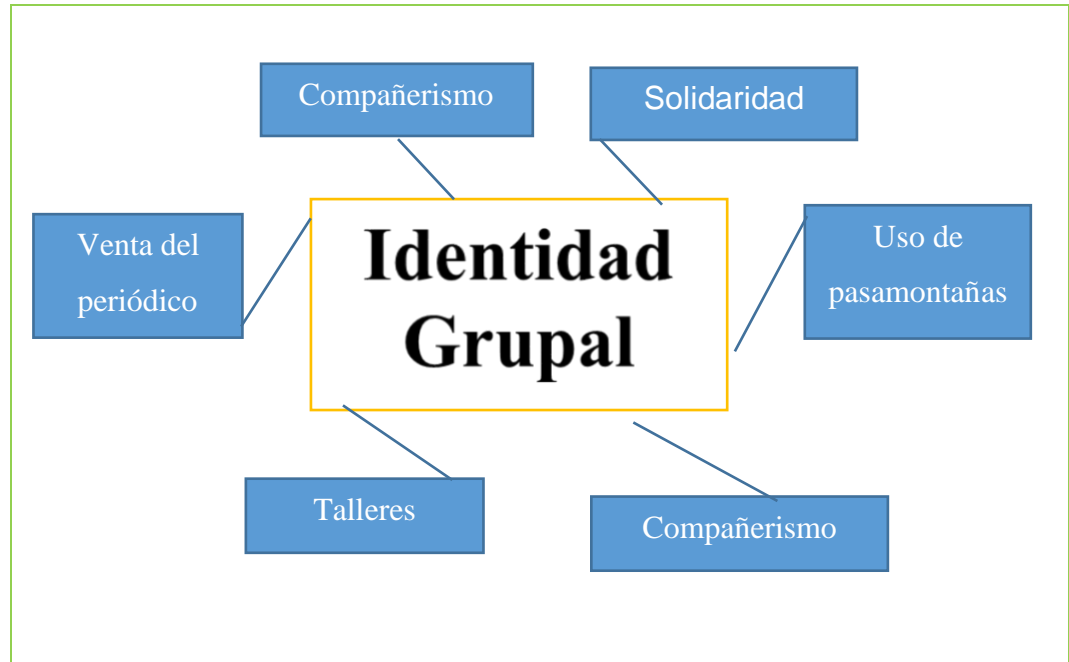 Compañerismo
Solidaridad
Venta del
periódico
Identidad
Grupal
Uso de
pasamontañas
Talleres
Compañerismo